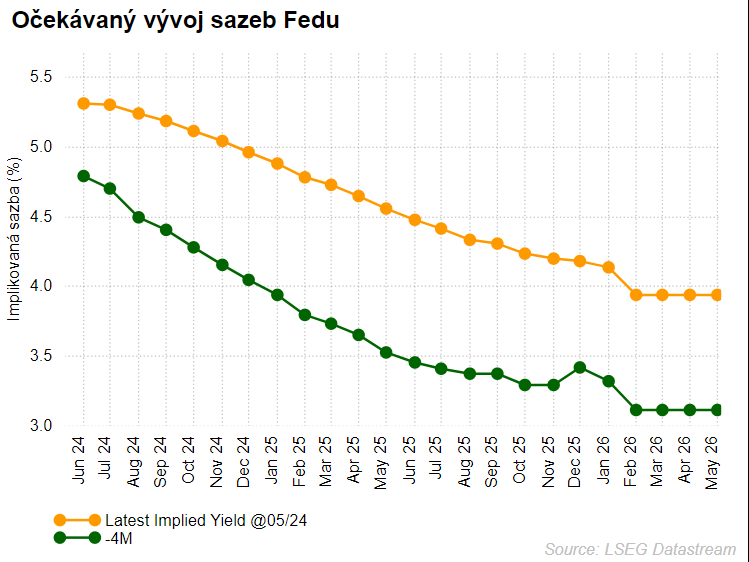 Očekávaný vývoj sazeb Fedu
Implikovaná sazba (%)
5.5
5.0
4.5
4.0
3.5
3.0
Jun 24
Jul 24
Aug 24
Sep 24
Oct 24
Nov 24
Dec 24
Jan 25
Feb 25
Mar 25
Apr 25
May 25
Jun 25
Jul 25
Aug 25
Sep 25
Oct 25
Nov 25
Dec 25
Jan 26
Feb 26
Mar 26
Apr 26
May 26
Latest Implied Yield @05/24
-4M
Source: LSEG Datastream